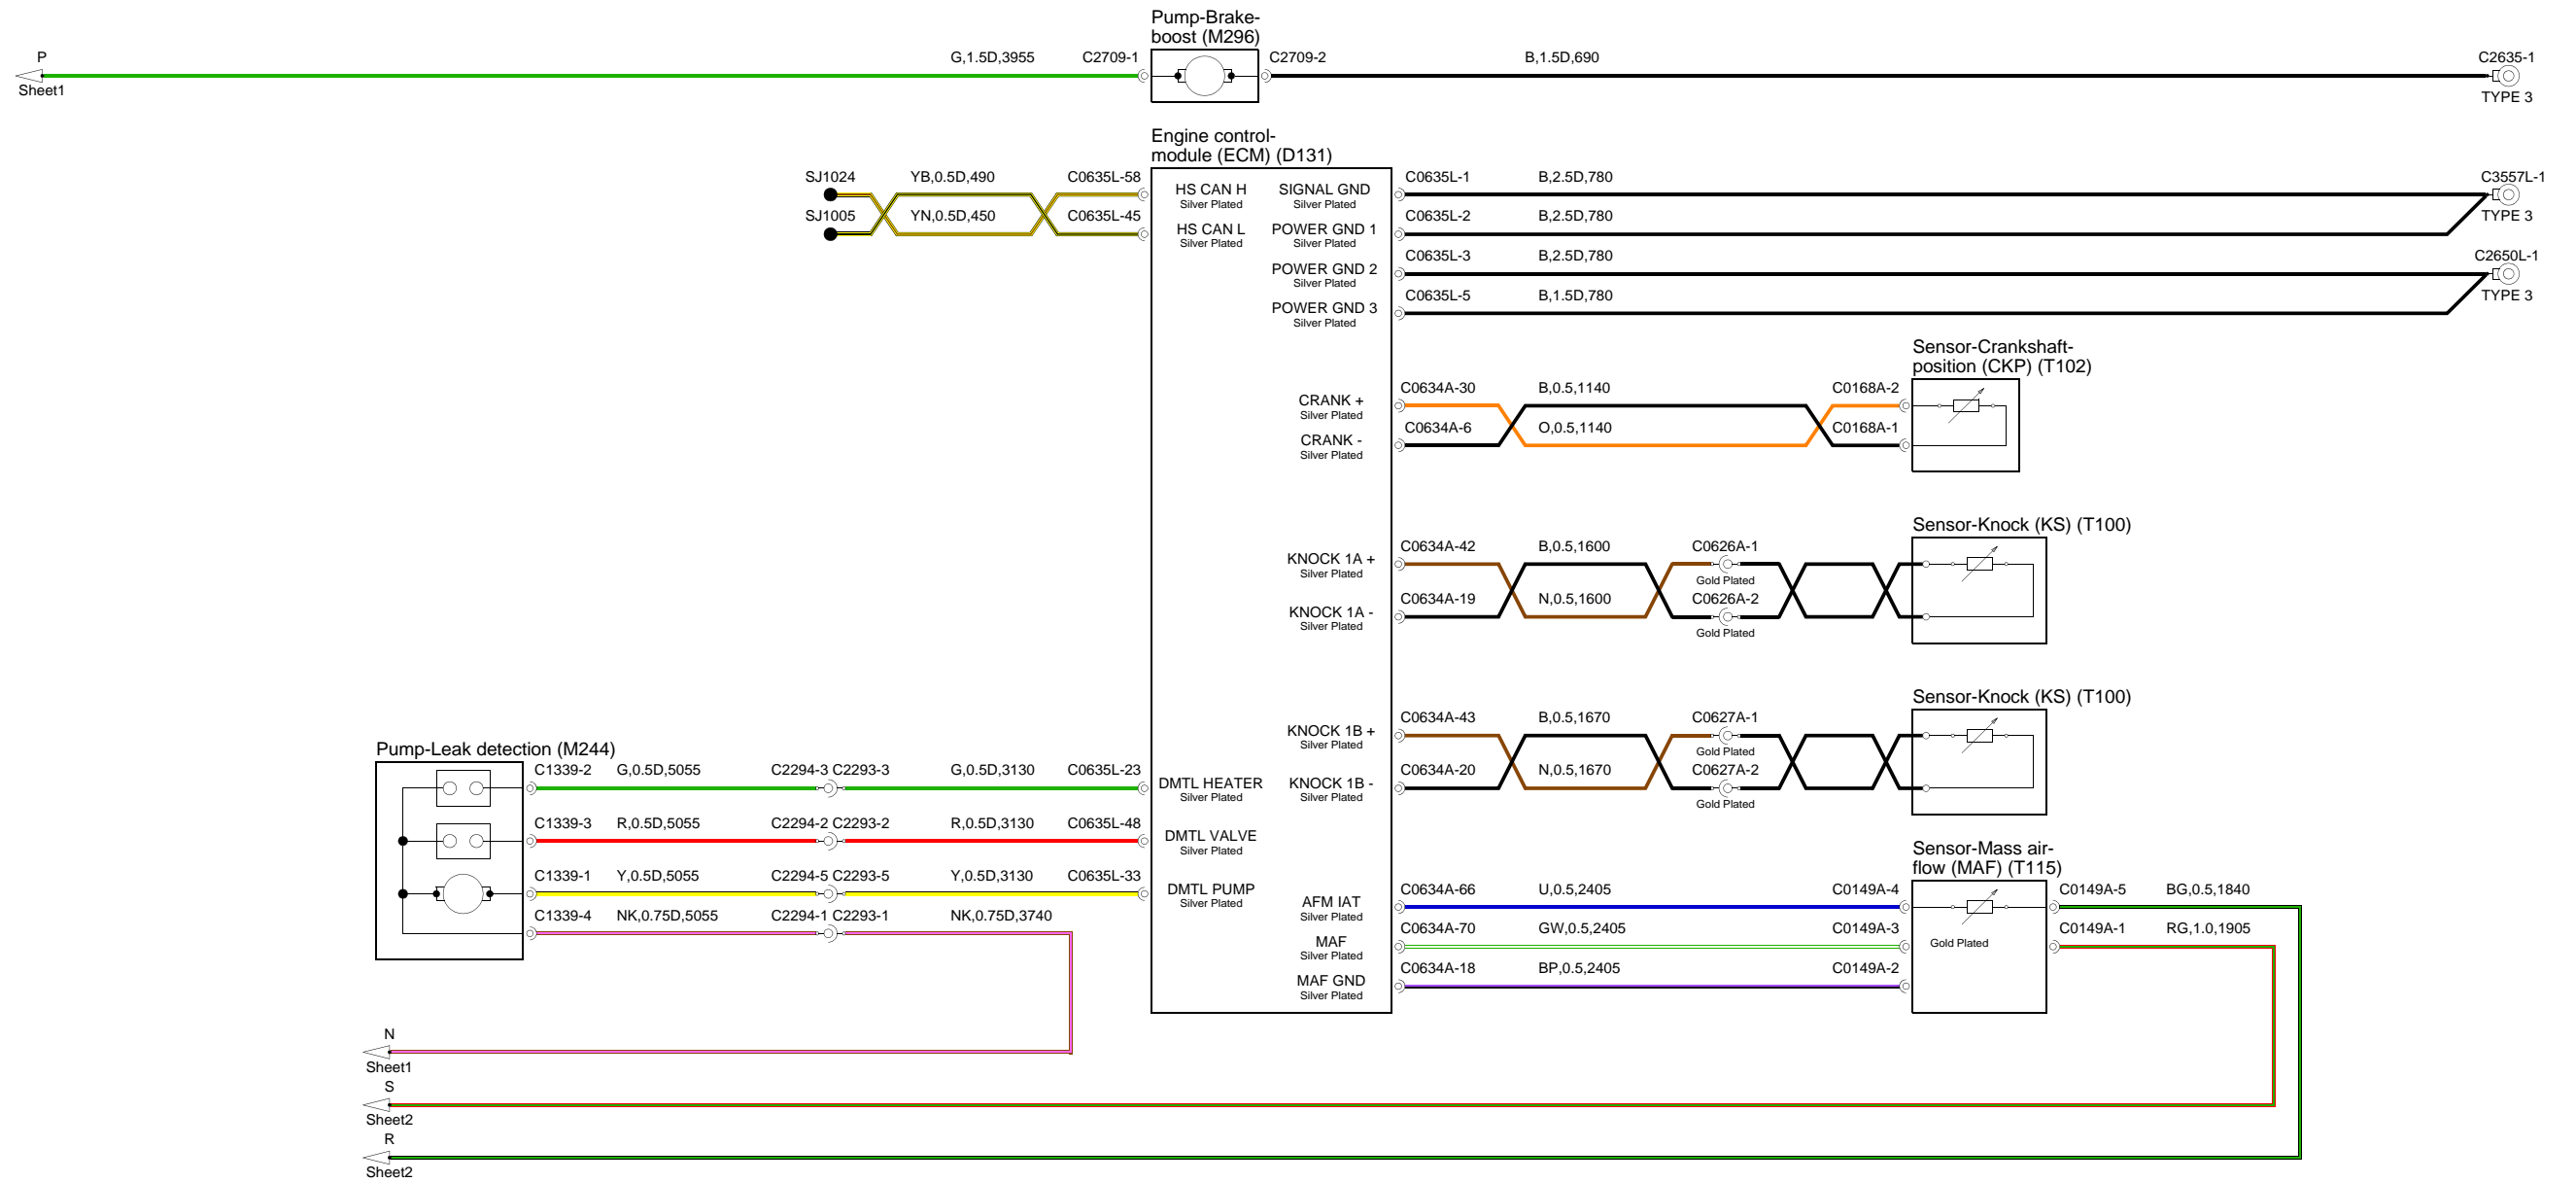 Pump-Brake-
boost (M296)
P
G,1.5D,3955
C2709-1
C2709-2
B,1.5D,690
C2635-1
Sheet1
TYPE 3
Engine control-
module (ECM) (D131)
SJ1024
YB,0.5D,490
C0635L-58
HS CAN H
Silver Plated
SIGNAL GND
Silver Plated
C0635L-1
B,2.5D,780
C3557L-1
SJ1005
YN,0.5D,450
C0635L-45
HS CAN L
Silver Plated
POWER GND 1
Silver Plated
C0635L-2
B,2.5D,780
TYPE 3
POWER GND 2
Silver Plated
C0635L-3
B,2.5D,780
C2650L-1
POWER GND 3
Silver Plated
C0635L-5
B,1.5D,780
TYPE 3
Sensor-Crankshaft-
position (CKP) (T102)
CRANK +
Silver Plated
C0634A-30
B,0.5,1140
C0168A-2
CRANK -
Silver Plated
C0634A-6
O,0.5,1140
C0168A-1
Sensor-Knock (KS) (T100)
KNOCK 1A +
Silver Plated
C0634A-42
B,0.5,1600
C0626A-1
Gold Plated
KNOCK 1A -
Silver Plated
C0634A-19
N,0.5,1600
C0626A-2
Gold Plated
Sensor-Knock (KS) (T100)
KNOCK 1B +
Silver Plated
C0634A-43
B,0.5,1670
C0627A-1
Gold Plated
Pump-Leak detection (M244)
C1339-2
G,0.5D,5055
C2294-3 C2293-3
G,0.5D,3130
C0635L-23
DMTL HEATER
Silver Plated
KNOCK 1B -
Silver Plated
C0634A-20
N,0.5,1670
C0627A-2
Gold Plated
C1339-3
R,0.5D,5055
C2294-2 C2293-2
R,0.5D,3130
C0635L-48
DMTL VALVE
Silver Plated
Sensor-Mass air-
flow (MAF) (T115)
C1339-1
Y,0.5D,5055
C2294-5 C2293-5
Y,0.5D,3130
C0635L-33
DMTL PUMP
Silver Plated
AFM IAT
Silver Plated
C0634A-66
U,0.5,2405
C0149A-4
C0149A-5
BG,0.5,1840
C1339-4
NK,0.75D,5055
C2294-1 C2293-1
NK,0.75D,3740
MAF
Silver Plated
C0634A-70
GW,0.5,2405
C0149A-3
Gold Plated
C0149A-1
RG,1.0,1905
MAF GND
Silver Plated
C0634A-18
BP,0.5,2405
C0149A-2
N
Sheet1
S
Sheet2
R
Sheet2